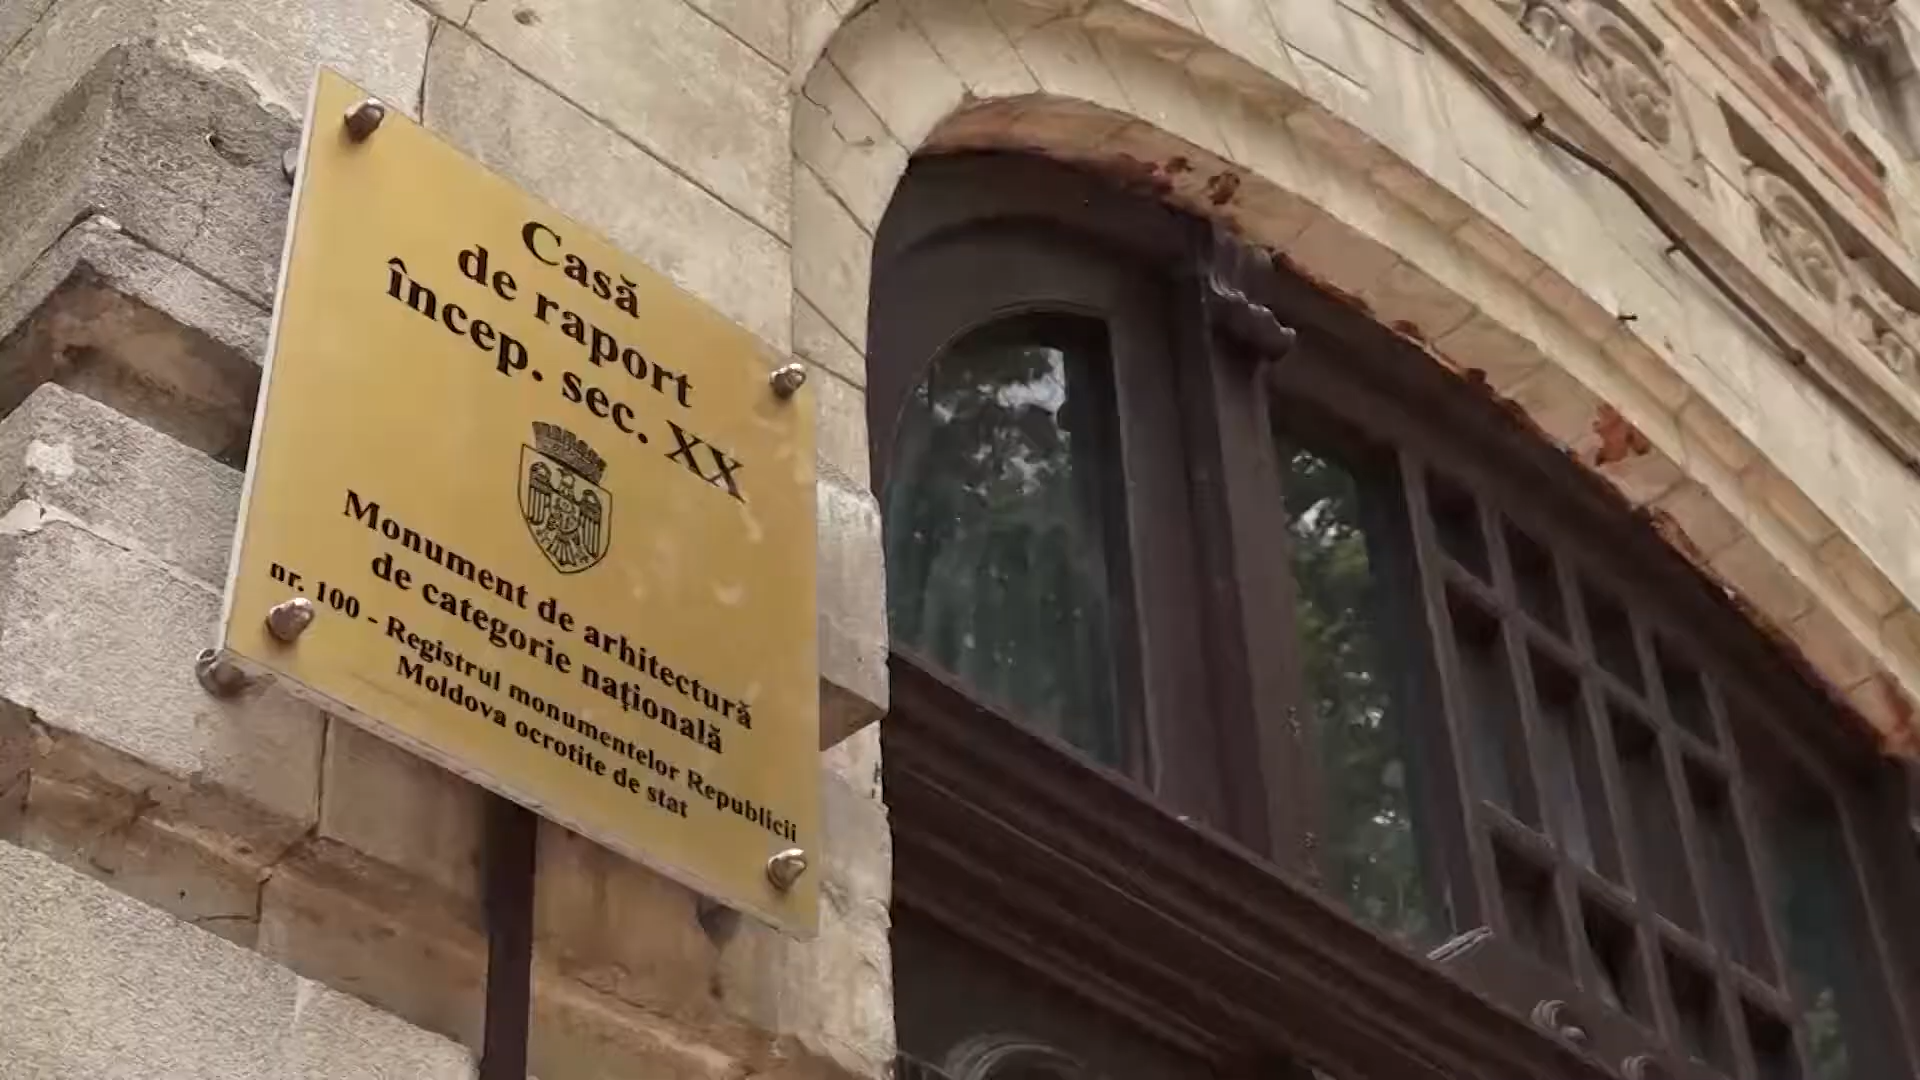 Casă
de raport
încep. sec. XX
Monument de arhitectură
de categorie națională
nr. 100 - Registrul monumentelor Republicii
Moldova ocrotite de stat